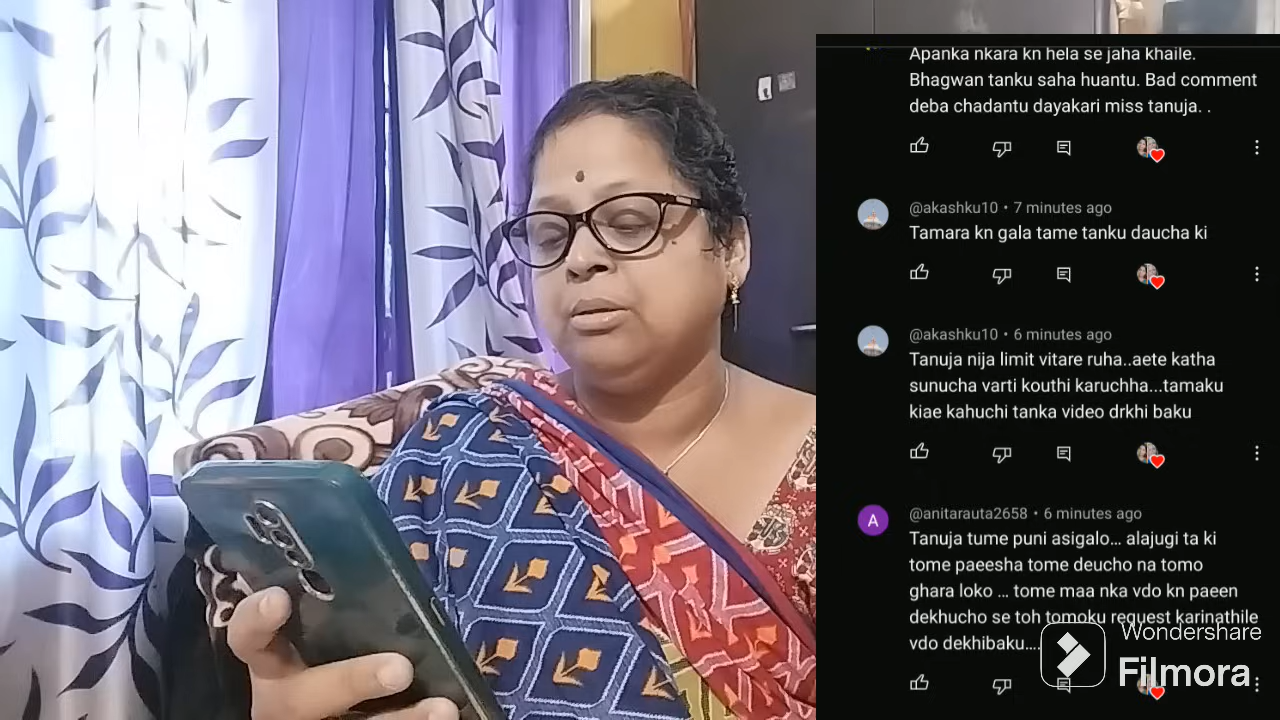 Apanka nkara kn hela se jaha khaile.
Bhagwan tanku saha huantu. Bad comment
deba chadantu dayakari miss tanuja. .
@akashku10 • 7 minutes ago
Tamara kn gala tame tanku daucha ki
@akashku10 • 6 minutes ago
Tanuja nija limit vitare ruha..aete katha
sunucha varti kouthi karuchha...tamaku
kiae kahuchi tanka video drkhi baku
A
@anitarauta2658 • 6 minutes ago
Tanuja tume puni asigalo... alajugi ta ki
tome paeesha tome deucho na tomo
ghara loko ... tome maa nka vdo kn paeen
dekhucho se toh tomoku request karinathile
vdo dekhibaku....
Wondershare
Filmora